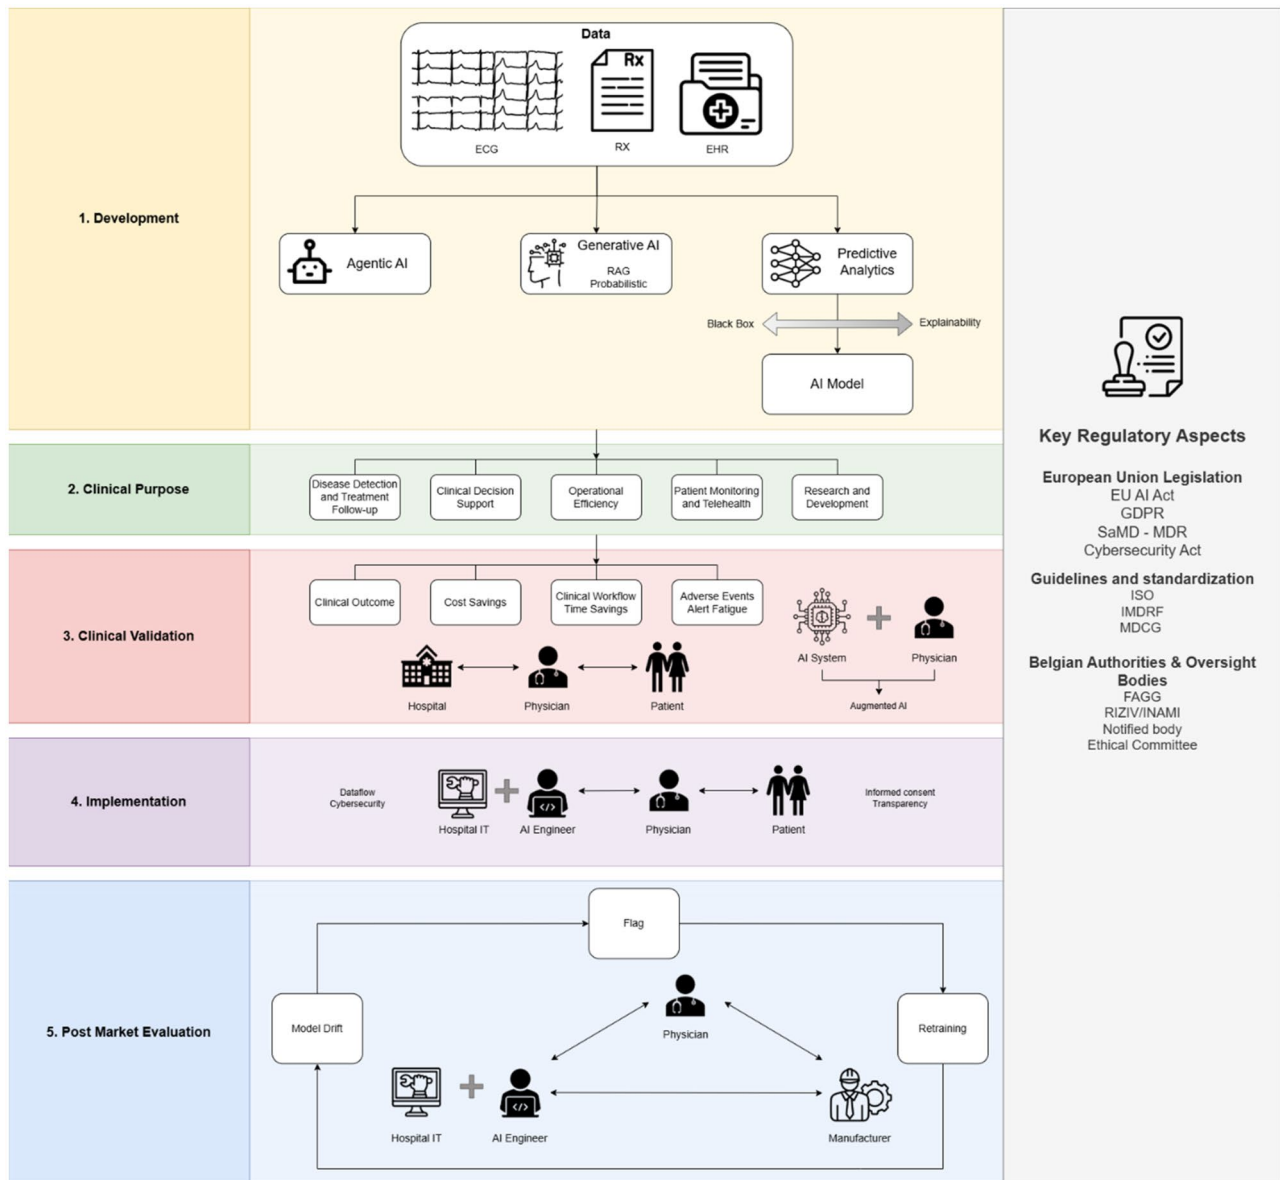 Data
Rx
ECG
RX
EHR
1. Development
Agentic AI
Generative AI
RAG
Probabilistic
Predictive
Analytics
Black Box
Explainability
AI Model
2. Clinical Purpose
Disease Detection
and Treatment
Follow-up
Clinical Decision
Support
Operational
Efficiency
Patient Monitoring
and Telehealth
Research and
Development
3. Clinical Validation
Clinical Outcome
Cost Savings
Clinical Workflow
Time Savings
Adverse Events
Alert Fatigue
Hospital
Physician
Patient
AI System
Physician
Augmented AI
4. Implementation
Dataflow
Cybersecurity
Hospital IT
AI Engineer
Physician
Patient
Informed consent
Transparency
5. Post Market Evaluation
Flag
Model Drift
Retraining
Physician
Hospital IT
AI Engineer
Manufacturer
Key Regulatory Aspects
European Union Legislation
EU AI Act
GDPR
SaMD - MDR
Cybersecurity Act
Guidelines and standardization
ISO
IMDRF
MDCG
Belgian Authorities & Oversight
Bodies
FAGG
RIZIV/INAMI
Notified body
Ethical Committee